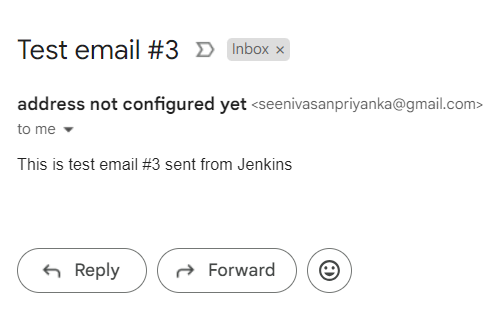 Test email #3 Inbox ×
address not configured yet <seenivasanpriyanka@gmail.com>
to me
This is test email #3 sent from Jenkins
Reply Forward